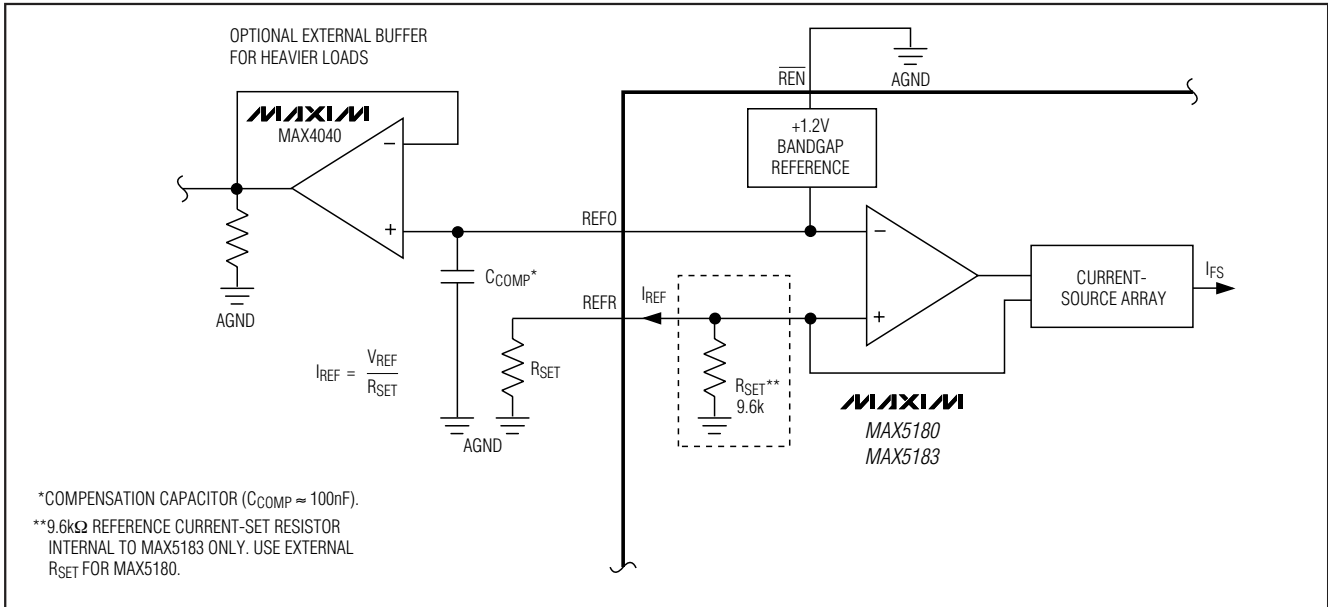 OPTIONAL EXTERNAL BUFFER
FOR HEAVIER LOADS
MAXIM
MAX4040
−
+
AGND
REN
AGND
+1.2V
BANDGAP
REFERENCE
REFO
CCOMP*
REFR
IREF
RSET
AGND
IREF = VREF
RSET
RSET**
9.6k
−
+
CURRENT-
SOURCE ARRAY
IFS
MAXIM
MAX5180
MAX5183
*COMPENSATION CAPACITOR (CCOMP ≈ 100nF).
**9.6kΩ REFERENCE CURRENT-SET RESISTOR
INTERNAL TO MAX5183 ONLY. USE EXTERNAL
RSET FOR MAX5180.